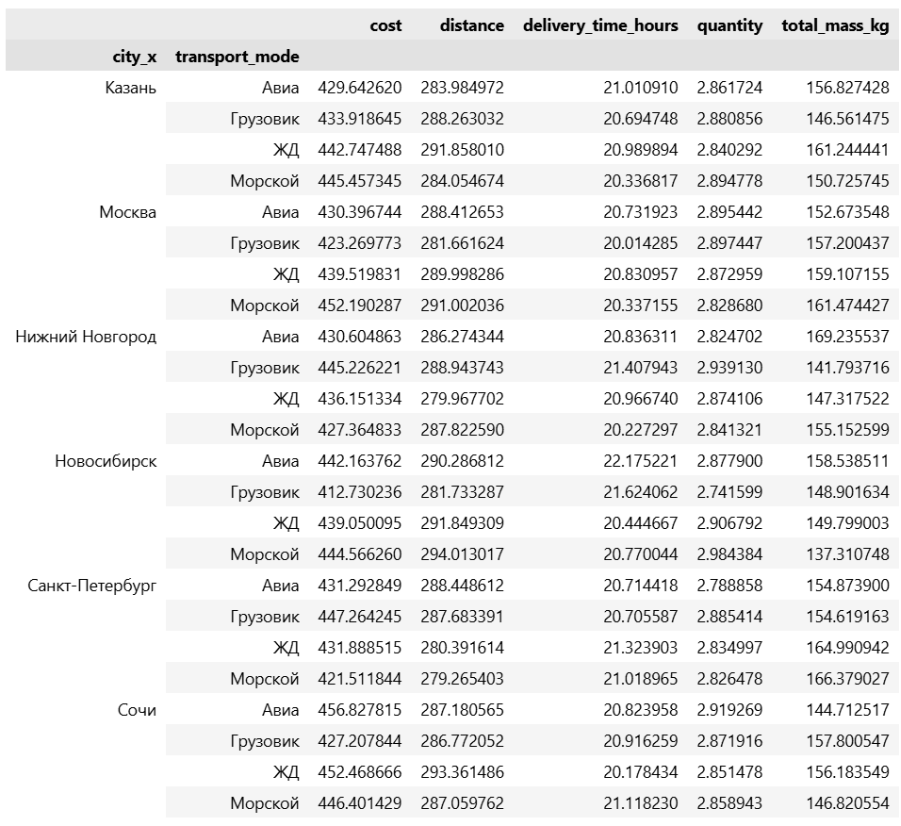 cost distance delivery_time_hours quantity total_mass_kg
city_x transport_mode
Казань Авиа 429.642620 283.984972 21.010910 2.861724 156.827428
Грузовик 433.918645 288.263032 20.694748 2.880856 146.561475
ЖД 442.747488 291.858010 20.989894 2.840292 161.244441
Морской 445.457345 284.054674 20.336817 2.894778 150.725745
Москва Авиа 430.396744 288.412653 20.731923 2.895442 152.673548
Грузовик 423.269773 281.661624 20.014285 2.897447 157.200437
ЖД 439.519831 289.998286 20.830957 2.872959 159.107155
Морской 452.190287 291.002036 20.337155 2.828680 161.474427
Нижний Новгород Авиа 430.604863 286.274344 20.836311 2.824702 169.235537
Грузовик 445.226221 288.943743 21.407943 2.939130 141.793716
ЖД 436.151334 279.967702 20.966740 2.874106 147.317522
Морской 427.364833 287.822590 20.227297 2.841321 155.152599
Новосибирск Авиа 442.163762 290.286812 22.175221 2.877900 158.538511
Грузовик 412.730236 281.733287 21.624062 2.741599 148.901634
ЖД 439.050095 291.849309 20.444667 2.906792 149.799003
Морской 444.566260 294.013017 20.770044 2.984384 137.310748
Санкт-Петербург Авиа 431.292849 288.448612 20.714418 2.788858 154.873900
Грузовик 447.264245 287.683391 20.705587 2.885414 154.619163
ЖД 431.888515 280.391614 21.323903 2.834997 164.990942
Морской 421.511844 279.265403 21.018965 2.826478 166.379027
Сочи Авиа 456.827815 287.180565 20.823958 2.919269 144.712517
Грузовик 427.207844 286.772052 20.916259 2.871916 157.800547
ЖД 452.468666 293.361486 20.178434 2.851478 156.183549
Морской 446.401429 287.059762 21.118230 2.858943 146.820554